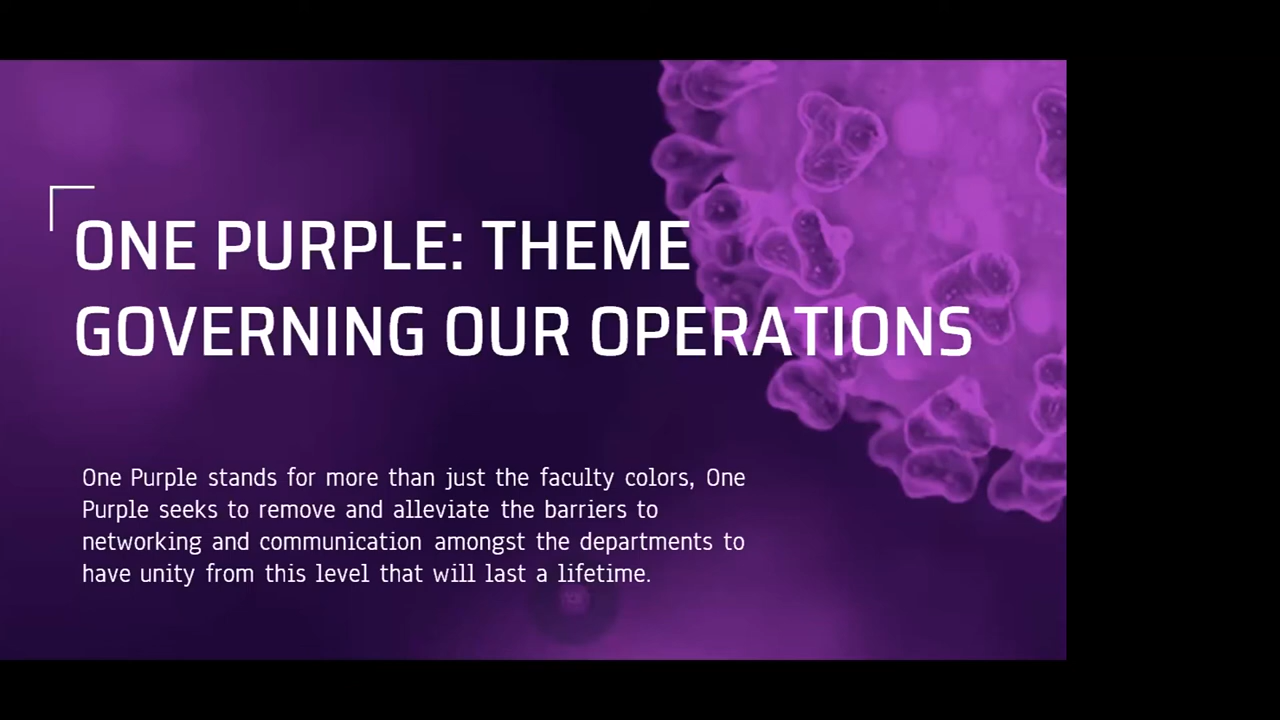 ONE PURPLE: THEME
GOVERNING OUR OPERATIONS
One Purple stands for more than just the faculty colors, One
Purple seeks to remove and alleviate the barriers to
networking and communication amongst the departments to
have unity from this level that will last a lifetime.